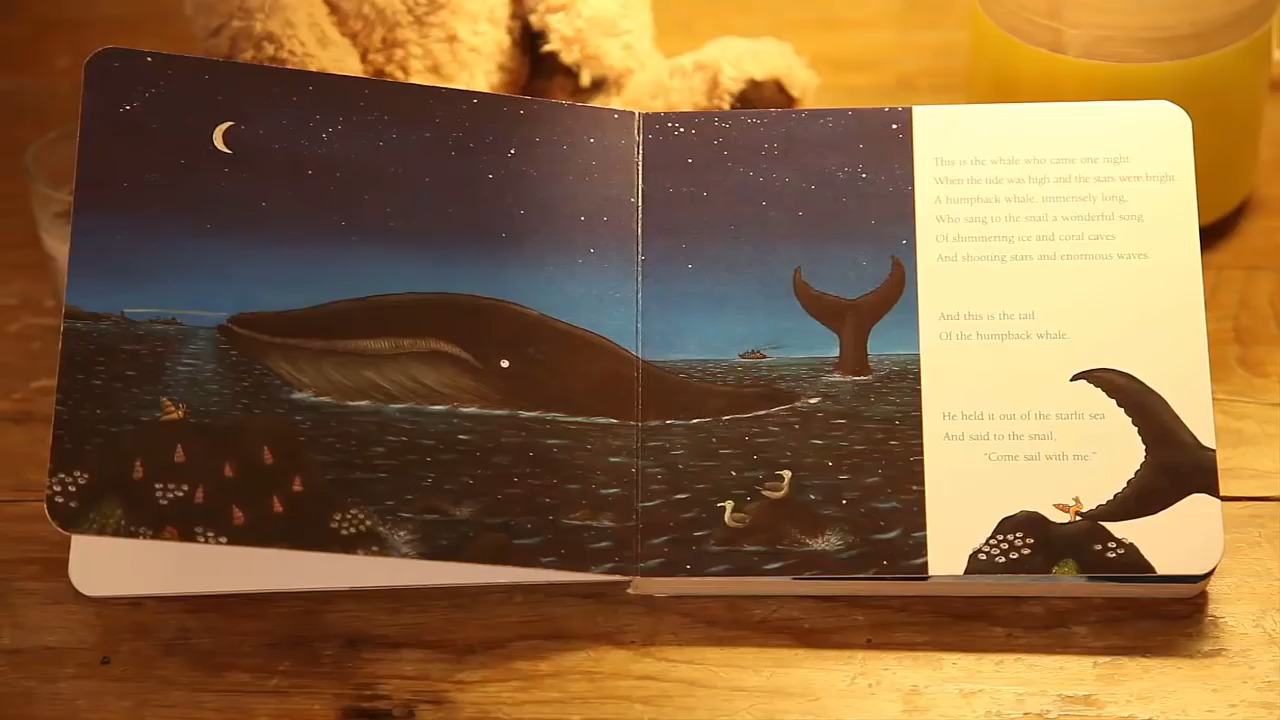 This is the whale who came one night
When the tide was high and the stars were bright.
A humpback whale, immensely long,
Who sang to the snail a wonderful song
Of shimmering ice and coral caves
And shooting stars and enormous waves.
And this is the tail
Of the humpback whale.
He held it out of the starlit sea
And said to the snail,
"Come sail with me."